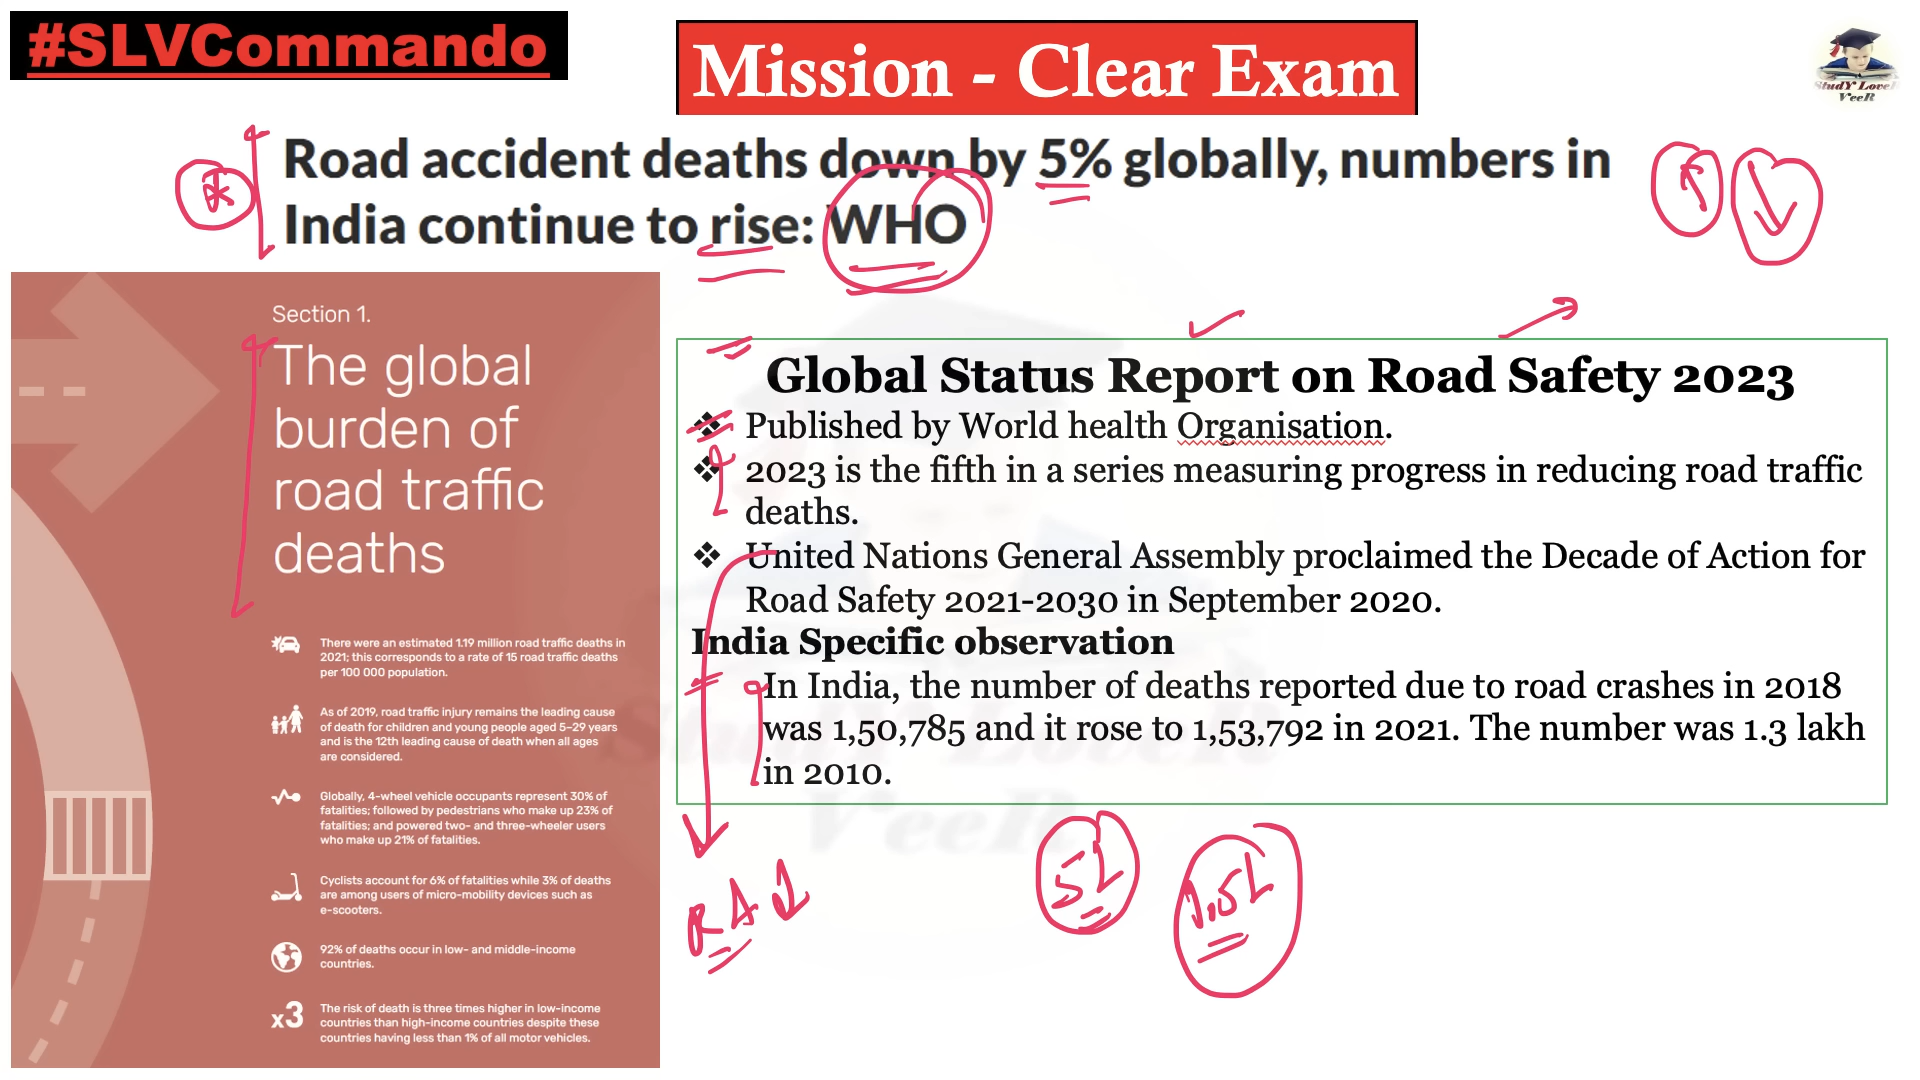 #SLVCommando
Mission - Clear Exam
StudY LoveR
VeeR
Road accident deaths down by 5% globally, numbers in
India continue to rise: WHO
Section 1.
The global
burden of
road traffic
deaths
There were an estimated 1.19 million road traffic deaths in
2021; this corresponds to a rate of 15 road traffic deaths
per 100 000 population.
As of 2019, road traffic injury remains the leading cause
of death for children and young people aged 5–29 years
and is the 12th leading cause of death when all ages
are considered.
Globally, 4-wheel vehicle occupants represent 30% of
fatalities; followed by pedestrians who make up 23% of
fatalities; and powered two- and three-wheeler users
who make up 21% of fatalities.
Cyclists account for 6% of fatalities while 3% of deaths
are among users of micro-mobility devices such as
e-scooters.
92% of deaths occur in low- and middle-income
countries.
x3
The risk of death is three times higher in low-income
countries than high-income countries despite these
countries having less than 1% of all motor vehicles.
Global Status Report on Road Safety 2023
❖ Published by World health Organisation.
❖ 2023 is the fifth in a series measuring progress in reducing road traffic
deaths.
❖ United Nations General Assembly proclaimed the Decade of Action for
Road Safety 2021-2030 in September 2020.
India Specific observation
In India, the number of deaths reported due to road crashes in 2018
was 1,50,785 and it rose to 1,53,792 in 2021. The number was 1.3 lakh
in 2010.
StudY LoveR
VeeR
RA ↓
5L
1.5L